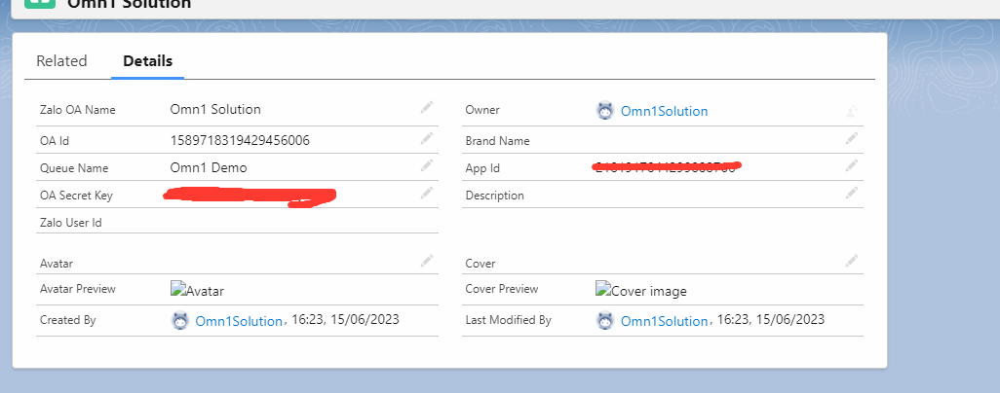 Omn1 Solution
Related Details
Zalo OA Name Omn1 Solution
Owner Omn1Solution
OA Id 1589718319429456006
Brand Name
Queue Name Omn1 Demo
App Id
OA Secret Key
Description
Zalo User Id
Avatar
Cover
Avatar Preview Avatar
Cover Preview Cover image
Created By Omn1Solution, 16:23, 15/06/2023
Last Modified By Omn1Solution, 16:23, 15/06/2023